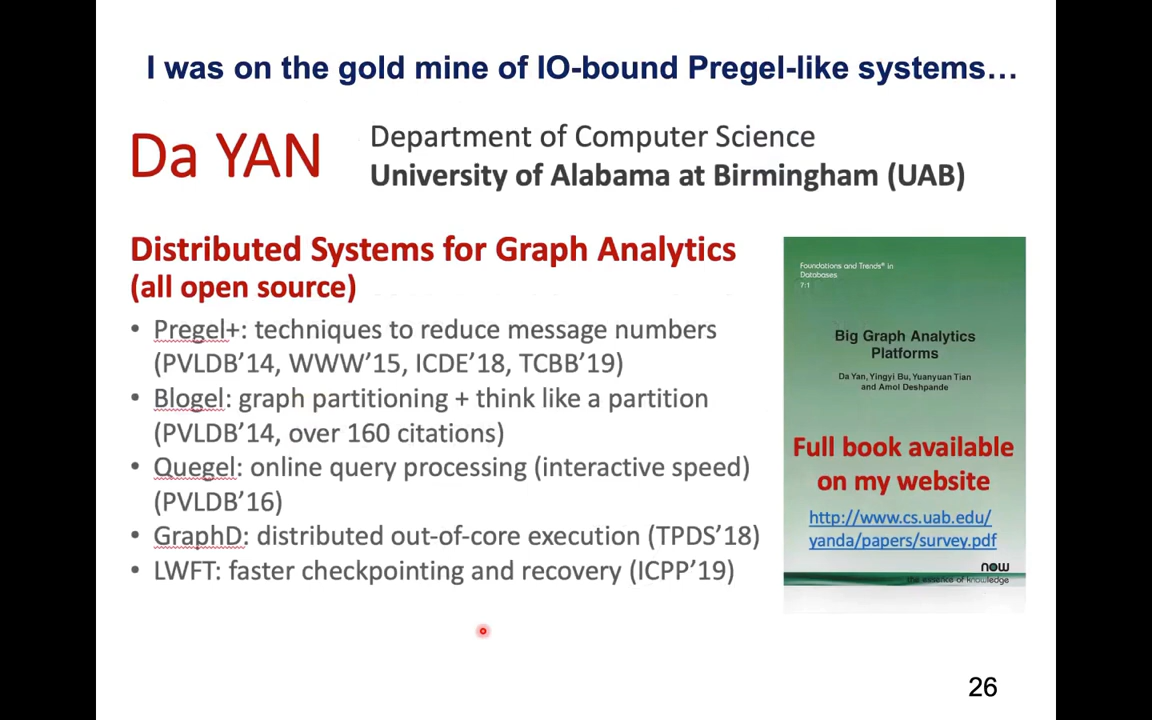 I was on the gold mine of IO-bound Pregel-like systems…
Da YAN
Department of Computer Science
University of Alabama at Birmingham (UAB)
Distributed Systems for Graph Analytics
(all open source)
• Pregel+: techniques to reduce message numbers
(PVLDB’14, WWW’15, ICDE’18, TCBB’19)
• Blogel: graph partitioning + think like a partition
(PVLDB’14, over 160 citations)
• Quegel: online query processing (interactive speed)
(PVLDB’16)
• GraphD: distributed out-of-core execution (TPDS’18)
• LWFT: faster checkpointing and recovery (ICPP’19)
Foundations and Trends® in
Databases
7:1
Big Graph Analytics
Platforms
Da Yan, Yingyi Bu, Yuanyuan Tian
and Amol Deshpande
Full book available
on my website
http://www.cs.uab.edu/
yanda/papers/survey.pdf
now
the essence of knowledge
26